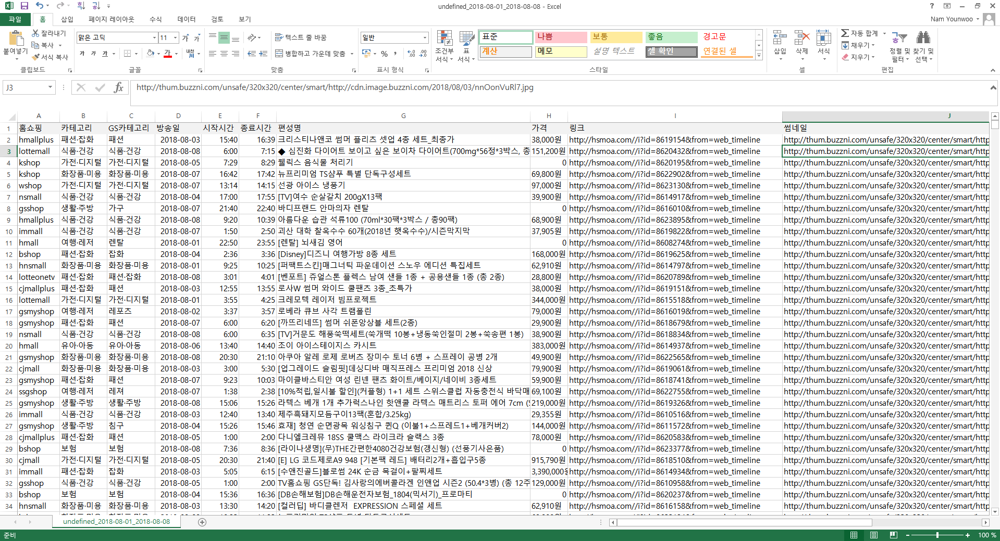 undefined_2018-08-01_2018-08-08 - Excel
파일 홈 삽입 페이지 레이아웃 수식 데이터 검토 보기 Nam Younwoo
붙여넣기 잘라내기 복사 서식 복사 클립보드
맑은 고딕 11 가 가 가 가 가 가 내천 글꼴
텍스트 줄 바꿈 병합하고 가운데 맞춤 맞춤
일반 % 표시 형식
조건부 서식 표 서식
표준 나쁨 보통 좋음 경고문
계산 메모 설명 텍스트 셀 확인 연결된 셀
스타일
삽입 삭제 서식 셀
자동 합계 채우기 지우기 정렬 및 필터 찾기 및 선택 편집
J3 fx http://thum.buzzni.com/unsafe/320x320/center/smart/http://cdn.image.buzzni.com/2018/08/03/nnOonVuRl7.jpg
A B C D E F G H I J
1 홈쇼핑 카테고리 GS카테고리 방송일 시작시간 종료시간 편성명 가격 링크 썸네일
2 hmallplus 패션·잡화 패션 2018-08-03 15:40 16:39 크리스티나앤코 썸머 플리츠 셋업 4종 세트_최종가 38,000원 http://hsmoa.com//i?id=8619154&from=web_timeline http://thum.buzzni.com/unsafe/320x320/center/smart/http
3 lottemall 식품·건강 식품·건강 2018-08-08 6:00 7:15 ◆ 심진화 다이어트 보이고 싶은 보이차 다이어트(700mg*56정*3박스, 총 151,200원 http://hsmoa.com//i?id=8620432&from=web_timeline http://thum.buzzni.com/unsafe/320x320/center/smart/http
4 kshop 가전·디지털 가전·디지털 2018-08-05 7:29 8:29 웰릭스 음식물 처리기 0 http://hsmoa.com//i?id=8620195&from=web_timeline http://thum.buzzni.com/unsafe/320x320/center/smart/http
5 kshop 화장품·미용 화장품·미용 2018-08-07 16:42 17:42 뉴프리미엄 TS샴푸 특별 단독구성세트 69,800원 http://hsmoa.com//i?id=8622902&from=web_timeline http://thum.buzzni.com/unsafe/320x320/center/smart/http
6 wshop 가전·디지털 가전·디지털 2018-08-07 13:14 14:15 선광 아이스 냉풍기 97,000원 http://hsmoa.com//i?id=8623130&from=web_timeline http://thum.buzzni.com/unsafe/320x320/center/smart/http
7 nsmall 식품·건강 식품·건강 2018-08-04 17:00 17:55 [TV]여수 순살갈치 200gX13팩 39,900원 http://hsmoa.com//i?id=8614917&from=web_timeline http://thum.buzzni.com/unsafe/320x320/center/smart/http
8 gsshop 생활·주방 가구 2018-08-07 21:40 22:40 바디프랜드 안마의자 렌탈 0 http://hsmoa.com//i?id=8616010&from=web_timeline http://thum.buzzni.com/unsafe/320x320/center/smart/http
9 hmallplus 식품·건강 식품·건강 2018-08-08 9:20 10:39 아름다운 습관 석류100 (70ml*30팩*3박스 / 총90팩) 68,900원 http://hsmoa.com//i?id=8623895&from=web_timeline http://thum.buzzni.com/unsafe/320x320/center/smart/http
10 immall 식품·건강 식품·건강 2018-08-07 1:50 2:50 괴산 대학 찰옥수수 60개(2018년 햇옥수수)/시즌막지막 37,905원 http://hsmoa.com//i?id=8619822&from=web_timeline http://thum.buzzni.com/unsafe/320x320/center/smart/http
11 hmall 여행·레저 렌탈 2018-08-01 22:50 23:55 [렌탈] 뇌새김 영어 0 http://hsmoa.com//i?id=8608274&from=web_timeline http://thum.buzzni.com/unsafe/320x320/center/smart/http
12 bshop 패션·잡화 잡화 2018-08-04 2:36 3:36 [Disney]디즈니 여행가방 8종 세트 168,000원 http://hsmoa.com//i?id=8619625&from=web_timeline http://thum.buzzni.com/unsafe/320x320/center/smart/http
13 hnsmall 화장품·미용 화장품·미용 2018-08-01 9:25 10:25 [퍼팩트스킨]매그너틱 파운데이션 스노우 에디션 특집세트 62,910원 http://hsmoa.com//i?id=8614797&from=web_timeline http://thum.buzzni.com/unsafe/320x320/center/smart/http
14 lotteonetv 패션·잡화 패션·잡화 2018-08-08 3:01 4:01 [벤포트] 쥬얼스톤 플렉스 남여 샌들 1종 + 공용샌들 1종 (총 2종) 28,800원 http://hsmoa.com//i?id=8620789&from=web_timeline http://thum.buzzni.com/unsafe/320x320/center/smart/http
15 cjmallplus 패션·잡화 패션 2018-08-03 12:55 13:55 로사W 썸머 와이드 쿨팬츠 3종_초특가 38,000원 http://hsmoa.com//i?id=8619151&from=web_timeline http://thum.buzzni.com/unsafe/320x320/center/smart/http
16 lottemall 가전·디지털 가전·디지털 2018-08-01 3:55 4:25 크레모텍 레이저 빔프로젝트 344,000원 http://hsmoa.com//i?id=8615518&from=web_timeline http://thum.buzzni.com/unsafe/320x320/center/smart/http
17 gsmyshop 여행·레저 레포츠 2018-08-02 3:37 3:57 로베라 큐브 사각 트램폴린 79,000원 http://hsmoa.com//i?id=8616019&from=web_timeline http://thum.buzzni.com/unsafe/320x320/center/smart/http
18 gsmyshop 패션·잡화 패션 2018-08-07 6:00 6:20 [까뜨리네뜨] 썸머 쉬폰앙상블 세트(2종) 29,900원 http://hsmoa.com//i?id=8618679&from=web_timeline http://thum.buzzni.com/unsafe/320x320/center/smart/http
19 nsmall 식품·건강 식품·건강 2018-08-08 6:00 6:35 [TV]거문도 해풍쑥떡세트(쑥개떡 10봉+냉동쑥인절미 2봉+쑥송편 1봉) 38,900원 http://hsmoa.com//i?id=8618834&from=web_timeline http://thum.buzzni.com/unsafe/320x320/center/smart/http
20 hmall 유아·아동 유아·아동 2018-08-06 13:40 14:40 조이 아이스테이지스 카시트 383,000원 http://hsmoa.com//i?id=8614937&from=web_timeline http://thum.buzzni.com/unsafe/320x320/center/smart/http
21 gsmyshop 화장품·미용 화장품·미용 2018-08-08 20:30 21:10 아쿠아 알레 로제 로버츠 장미수 토너 6병 + 스프레이 공병 2개 49,900원 http://hsmoa.com//i?id=8622565&from=web_timeline http://thum.buzzni.com/unsafe/320x320/center/smart/http
22 cjmall 화장품·미용 화장품·미용 2018-08-03 3:00 5:30 [업그레이드 슬림핏]데싱디바 매직프레스 프리미엄 2018 신상 79,900원 http://hsmoa.com//i?id=8619061&from=web_timeline http://thum.buzzni.com/unsafe/320x320/center/smart/http
23 gsmyshop 패션·잡화 패션 2018-08-07 9:23 10:03 마이클바스티안 여성 린넨 팬츠 화이트/베이지/네이비 3종세트 59,900원 http://hsmoa.com//i?id=8618741&from=web_timeline http://thum.buzzni.com/unsafe/320x320/center/smart/http
24 ssgshop 여행·레저 레져 2018-08-07 1:38 2:38 [10%적립,일시불 할인](커플형) 1+1 세트 스위스클럽 자동충전식 바닥매 69,100원 http://hsmoa.com//i?id=8622755&from=web_timeline http://thum.buzzni.com/unsafe/320x320/center/smart/http
25 gsmyshop 생활·주방 생활·주방 2018-08-08 15:06 15:26 라텍스 베개 1개 추가럭스나인 핫앤쿨 라텍스 매트리스 토퍼 에어 7cm (S 219,000원 http://hsmoa.com//i?id=8619326&from=web_timeline http://thum.buzzni.com/unsafe/320x320/center/smart/http
26 immall 식품·건강 식품·건강 2018-08-03 12:40 13:40 제주흑돼지모듬구이13팩(혼합/3.25kg) 29,355원 http://hsmoa.com//i?id=8610516&from=web_timeline http://thum.buzzni.com/unsafe/320x320/center/smart/http
27 gsmyshop 생활·주방 침구 2018-08-04 15:26 15:46 효재] 청연 순면광목 워싱침구 퀸Q (이불1+스프레드1+베개커버2) 144,000원 http://hsmoa.com//i?id=8611572&from=web_timeline http://thum.buzzni.com/unsafe/320x320/center/smart/http
28 cjmallplus 패션·잡화 패션 2018-08-05 1:00 2:00 다니엘크레뮤 18SS 쿨맥스 라이크라 슬랙스 3종 78,000원 http://hsmoa.com//i?id=8620583&from=web_timeline http://thum.buzzni.com/unsafe/320x320/center/smart/http
29 bshop 보험 보험 2018-08-08 7:36 8:36 [라이나생명](무)THE간편한4080건강보험(갱신형) (선풍기사은품) 0 http://hsmoa.com//i?id=8623377&from=web_timeline http://thum.buzzni.com/unsafe/320x320/center/smart/http
30 cjmall 가전·디지털 가전·디지털 2018-08-05 20:30 21:40 [E] LG 코드제로A9 948 [기본팩 레드] 배터리2개+흡입구5종 915,790원 http://hsmoa.com//i?id=8618510&from=web_timeline http://thum.buzzni.com/unsafe/320x320/center/smart/http
31 immall 패션·잡화 잡화 2018-08-03 5:05 6:15 [수앤진골드]블로썸 24K 순금 목걸이+팔찌세트 3,390,000원 http://hsmoa.com//i?id=8614934&from=web_timeline http://thum.buzzni.com/unsafe/320x320/center/smart/http
32 gsshop 식품·건강 식품·건강 2018-08-05 1:00 2:00 TV홈쇼핑 GS단독! 김사랑의에버콜라겐 인앤업 시즌2 (50.4*3병) (총 12주 129,000원 http://hsmoa.com//i?id=8610958&from=web_timeline http://thum.buzzni.com/unsafe/320x320/center/smart/http
33 bshop 보험 보험 2018-08-04 15:36 16:36 [DB손해보험]DB손해운전자보험_1804(믹서기)_프로마티 0 http://hsmoa.com//i?id=8620237&from=web_timeline http://thum.buzzni.com/unsafe/320x320/center/smart/http
34 hnsmall 화장품·미용 화장품·미용 2018-08-03 13:30 14:20 [컬러딥] 바디클렌저 EXPRESSION 스페셜 세트 62,910원 http://hsmoa.com//i?id=8616158&from=web_timeline http://thum.buzzni.com/unsafe/320x320/center/smart/http
undefined_2018-08-01_2018-08-08
준비 100 %